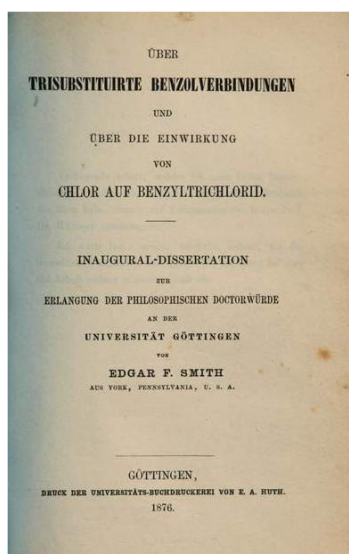 ÜBER
TRISUBSTITUIRTE BENZOLVERBINDUNGEN
UND
ÜBER DIE EINWIRKUNG
VON
CHLOR AUF BENZYLTRICHLORID.
INAUGURAL-DISSERTATION
ZUR
ERLANGUNG DER PHILOSOPHISCHEN DOCTORWÜRDE
AN DER
UNIVERSITÄT GÖTTINGEN
VON
EDGAR F. SMITH
AUS YORK, PENNSYLVANIA, U. S. A.
GÖTTINGEN,
DRUCK DER UNIVERSITÄTS-BUCHDRUCKEREI VON E. A. HUTH.
1876.